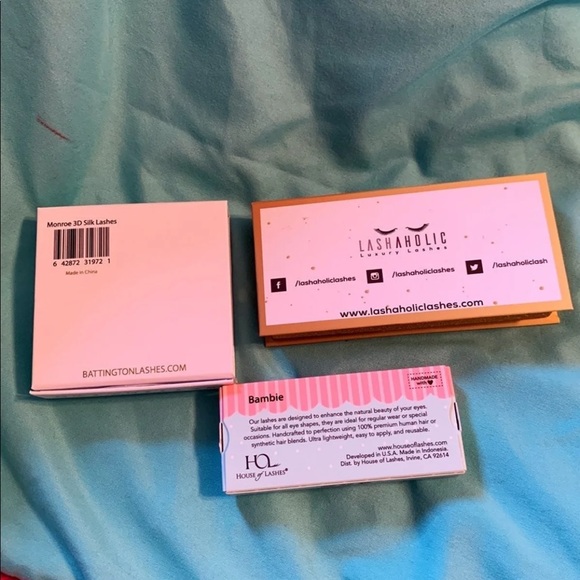 Monroe 3D Silk Lashes
6 42872 31972 1
Made in China
BATTINGTONLASHES.COM
LASHAHOLIC
Luxury Lashes
f /lashaholiclashes
/lashaholiclashes
/lashaholiclash
www.lashaholiclashes.com
Bambie
HANDMADE
with
Our lashes are designed to enhance the natural beauty of your eyes.
Suitable for all eye shapes, they are ideal for regular wear or special
occasions. Handcrafted to perfection using 100% premium human hair or
synthetic hair blends. Ultra lightweight, easy to apply, and reusable.
HOL
HOUSE of LASHES®
www.houseoflashes.com
Developed in U.S.A. Made in Indonesia.
Dist. by House of Lashes, Irvine, CA 92614